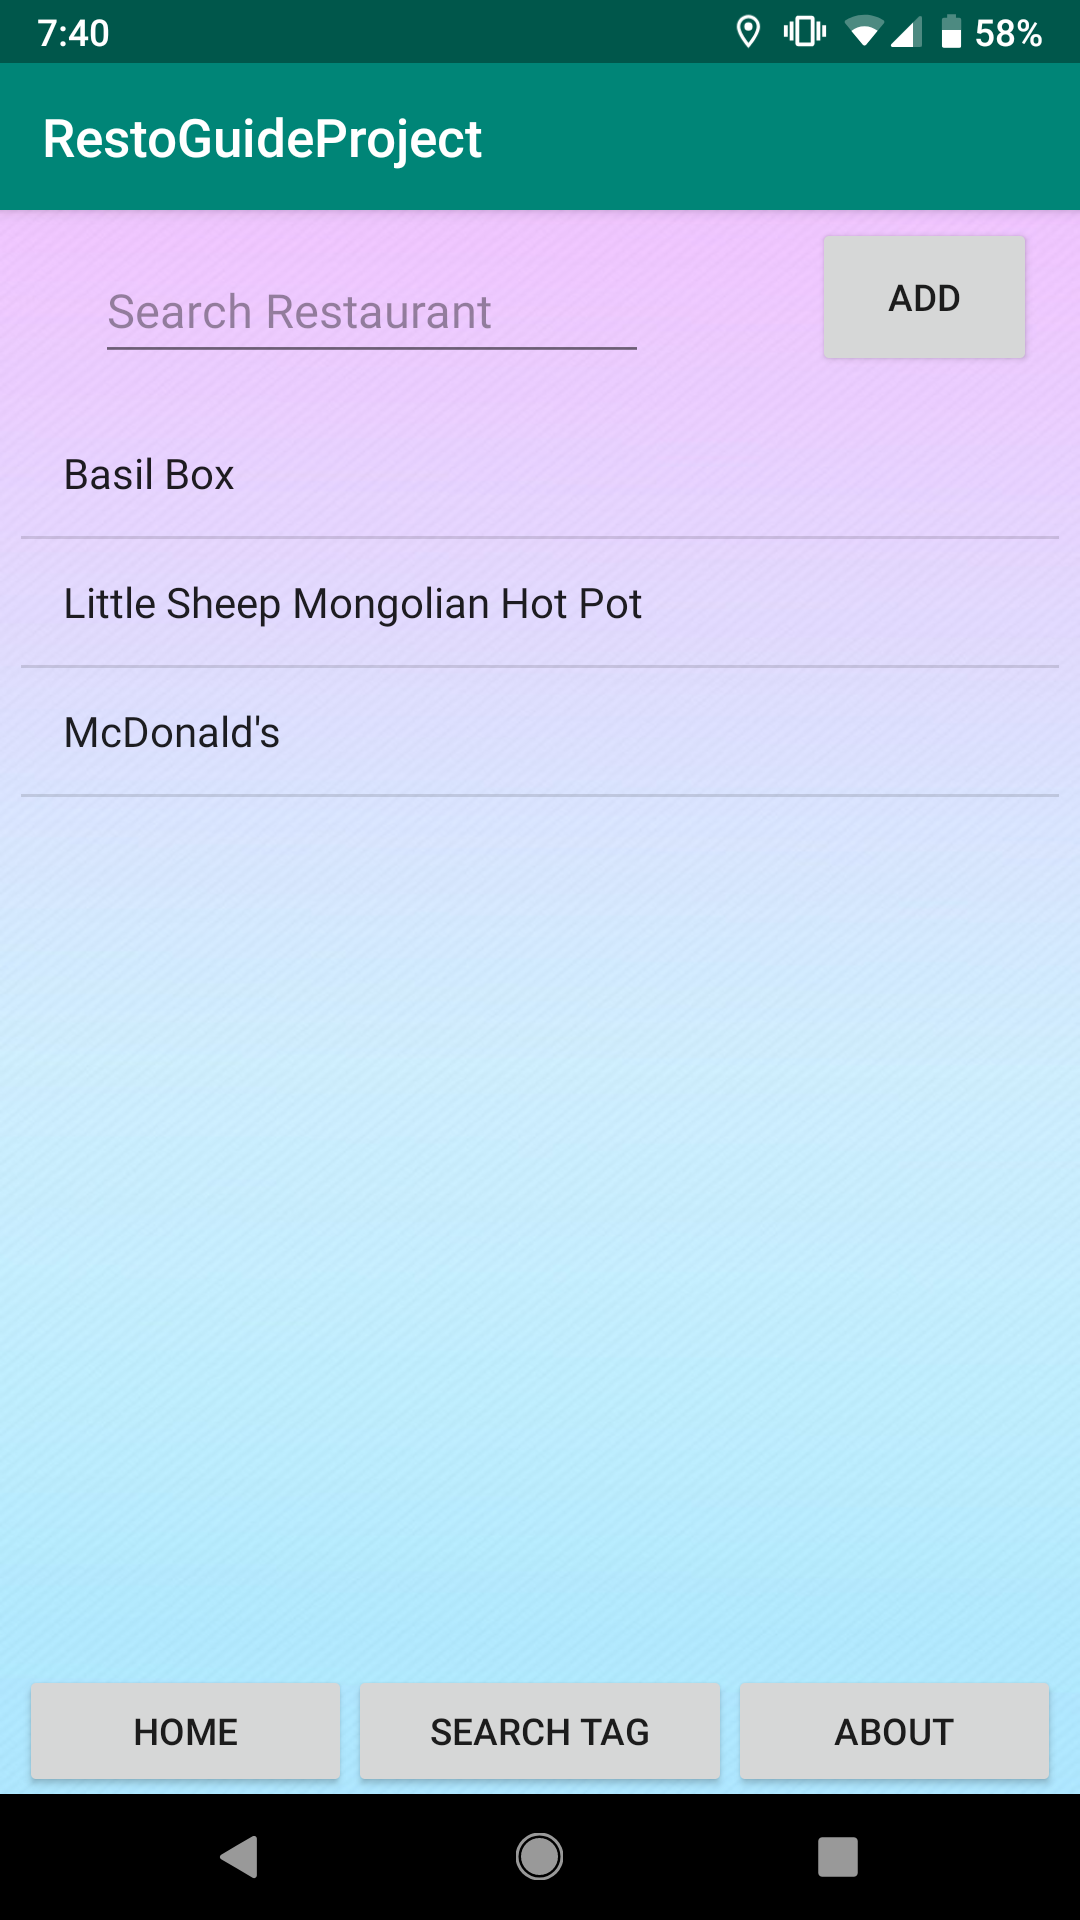 7:40 58%
RestoGuideProject
Search Restaurant
ADD
Basil Box
Little Sheep Mongolian Hot Pot
McDonald's
HOME SEARCH TAG ABOUT